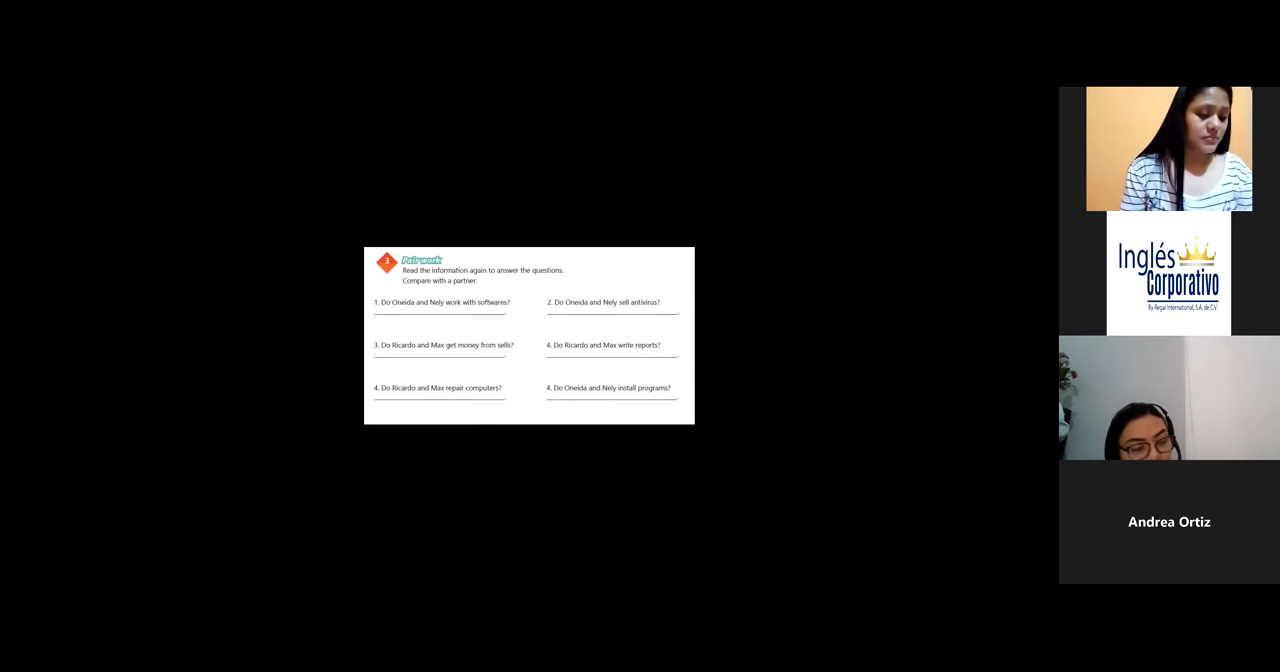 3 Pair work
Read the information again to answer the questions.
Compare with a partner.
1. Do Oneida and Nely work with softwares?
2. Do Oneida and Nely sell antivirus?
3. Do Ricardo and Max get money from sells?
4. Do Ricardo and Max write reports?
4. Do Ricardo and Max repair computers?
4. Do Oneida and Nely install programs?
Inglés
Corporativo
By Regal International, S.A. de C.V.
Andrea Ortiz